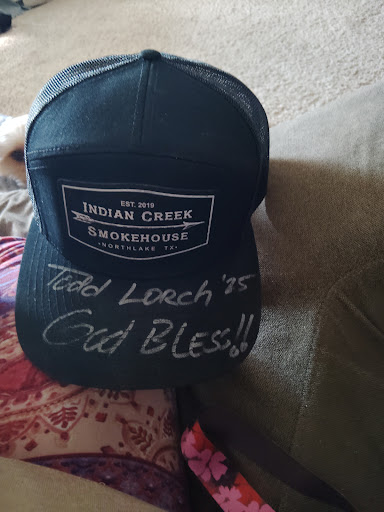 EST. 2019
INDIAN CREEK
SMOKEHOUSE
•NORTHLAKE TX•
Todd LORCH '25
God BLESS!!